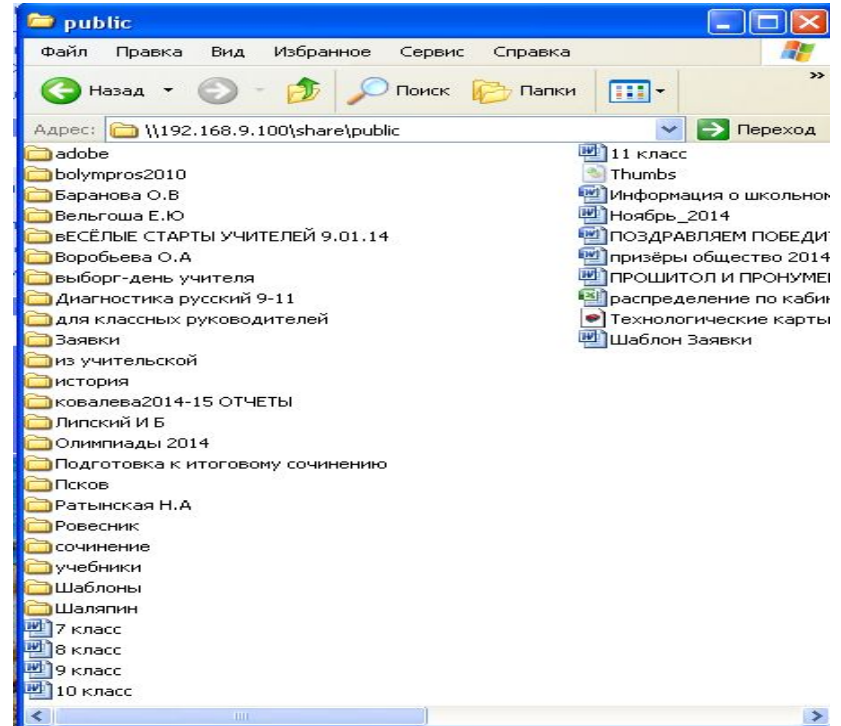 public
Файл Правка Вид Избранное Сервис Справка
Назад Поиск Папки
Адрес: \\192.168.9.100\share\public Переход
adobe
bolympros2010
Баранова О.В
Вельгоша Е.Ю
вЕСЁЛЫЕ СТАРТЫ УЧИТЕЛЕЙ 9.01.14
Воробьева О.А
выборг-день учителя
Диагностика русский 9-11
для классных руководителей
Заявки
из учительской
история
ковалева2014-15 ОТЧЕТЫ
Липский И Б
Олимпиады 2014
Подготовка к итоговому сочинению
Псков
Ратынская Н.А
Ровесник
сочинение
учебники
Шаблоны
Шаляпин
7 класс
8 класс
9 класс
10 класс
11 класс
Thumbs
Информация о школьном
Ноябрь_2014
ПОЗДРАВЛЯЕМ ПОБЕДИТ
призёры общество 2014
ПРОШИТОЛ И ПРОНУМЕ
распределение по каби
Технологические карты
Шаблон Заявки